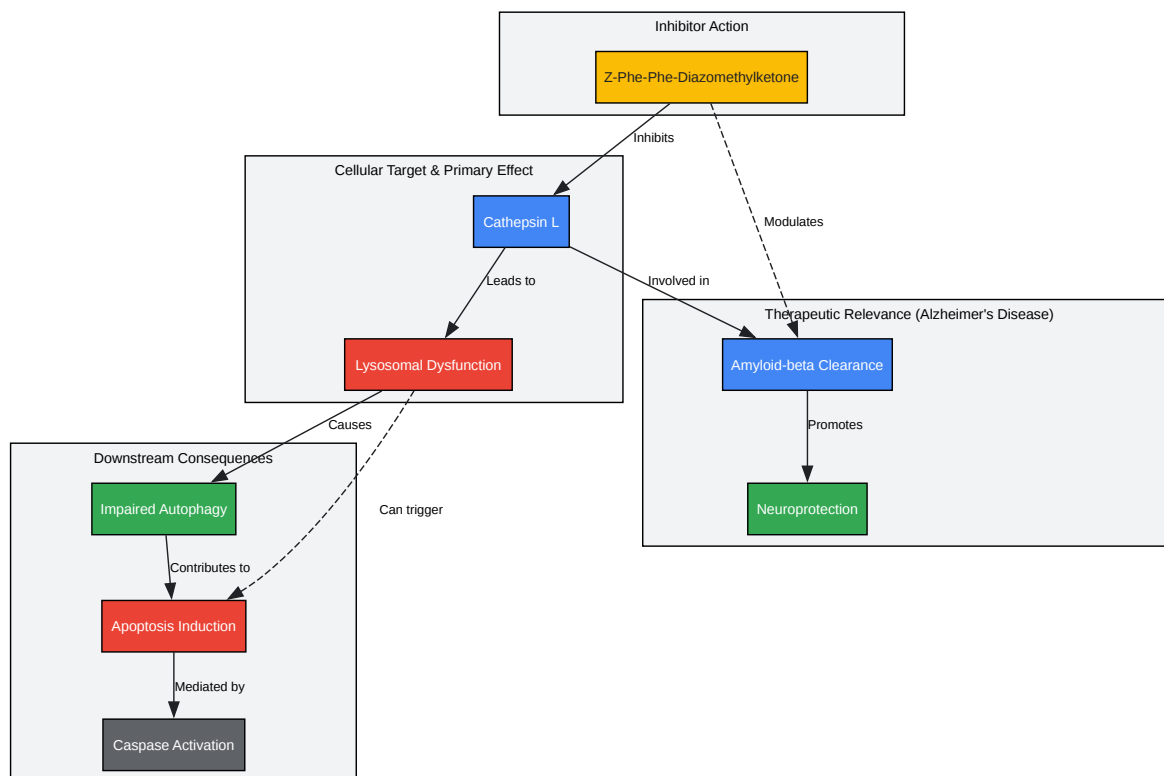 Inhibitor Action
Z-Phe-Phe-Diazomethylketone
Inhibits
Cellular Target & Primary Effect
Cathepsin L
Modulates
Leads to
Involved in
Therapeutic Relevance (Alzheimer's Disease)
Lysosomal Dysfunction
Amyloid-beta Clearance
Causes
Promotes
Downstream Consequences
Impaired Autophagy
Can trigger
Neuroprotection
Contributes to
Apoptosis Induction
Mediated by
Caspase Activation